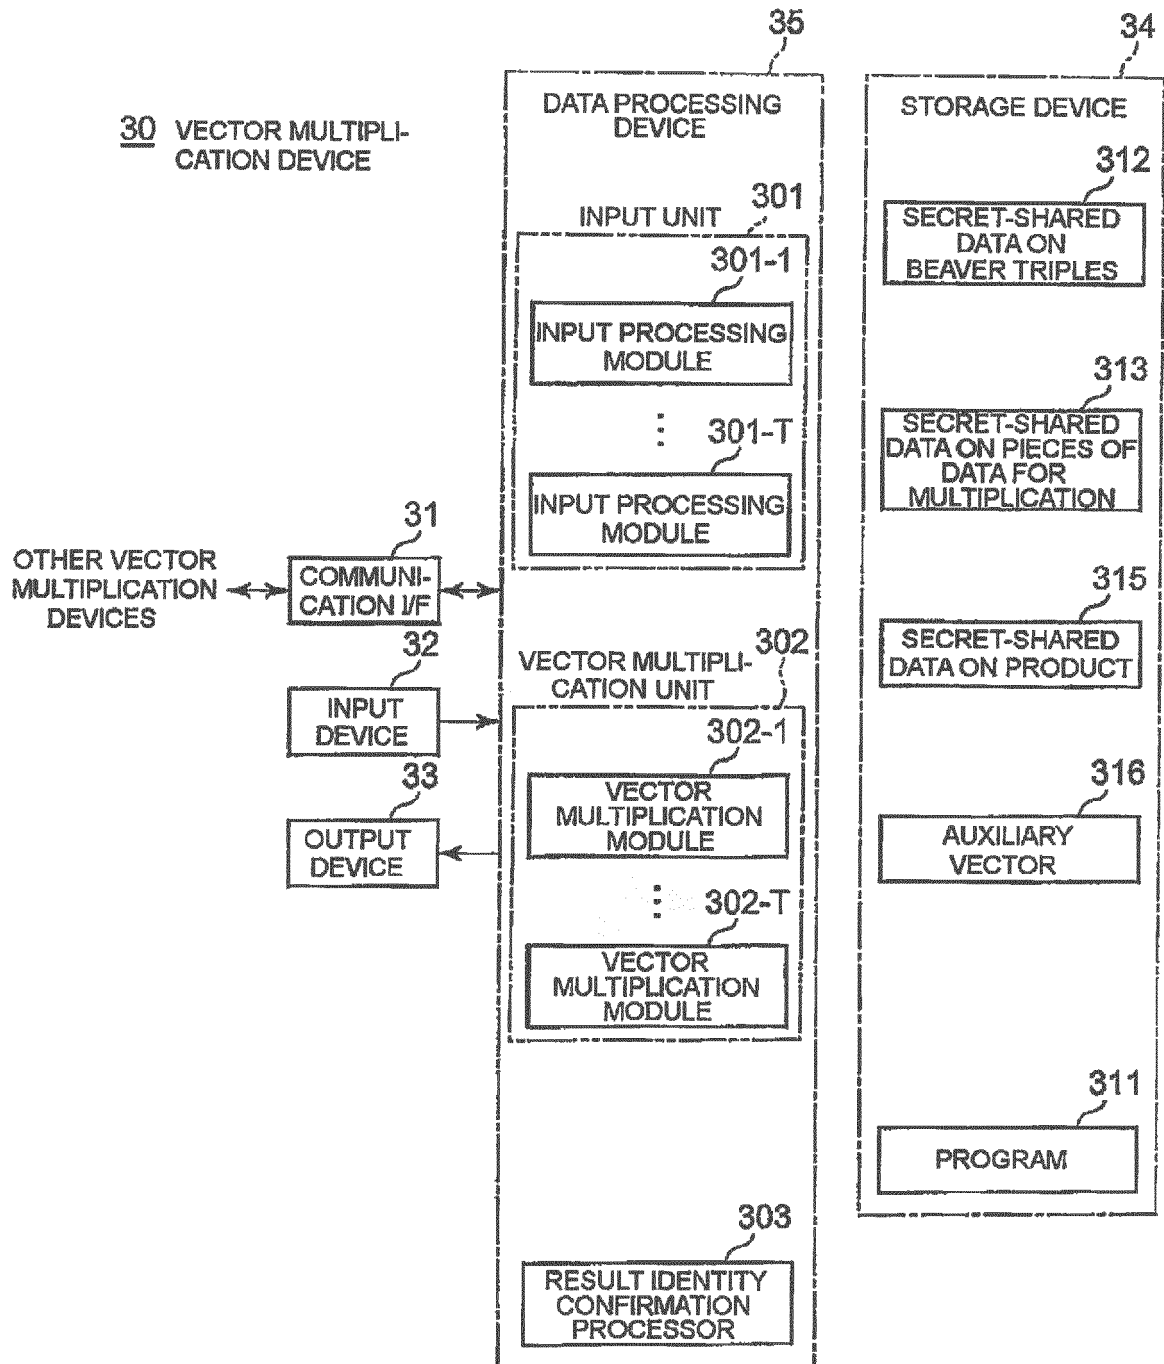 35
34
DATA PROCESSING
DEVICE
STORAGE DEVICE
30 VECTOR MULTIPLI-
CATION DEVICE
312
SECRET-SHARED
DATA ON
BEAVER TRIPLES
301
INPUT UNIT
301-1
INPUT PROCESSING
MODULE
⋮
301-T
INPUT PROCESSING
MODULE
313
SECRET-SHARED
DATA ON PIECES OF
DATA FOR
MULTIPLICATION
31
OTHER VECTOR
MULTIPLICATION
DEVICES
COMMUNI-
CATION I/F
315
SECRET-SHARED
DATA ON PRODUCT
32
INPUT
DEVICE
302
VECTOR MULTIPLI-
CATION UNIT
302-1
VECTOR
MULTIPLICATION
MODULE
⋮
302-T
VECTOR
MULTIPLICATION
MODULE
33
OUTPUT
DEVICE
316
AUXILIARY
VECTOR
311
PROGRAM
303
RESULT IDENTITY
CONFIRMATION
PROCESSOR